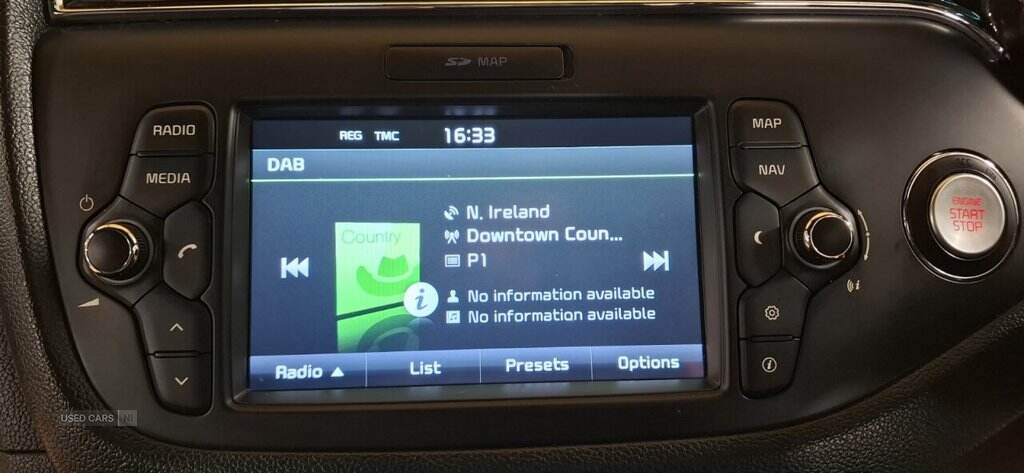 SD MAP
RADIO
MEDIA
MAP
NAV
REG TMC 16:33
DAB
Country
N. Ireland
Downtown Coun...
P1
No information available
No information available
Radio
List
Presets
Options
ENGINE
START
STOP
USED CARS NI